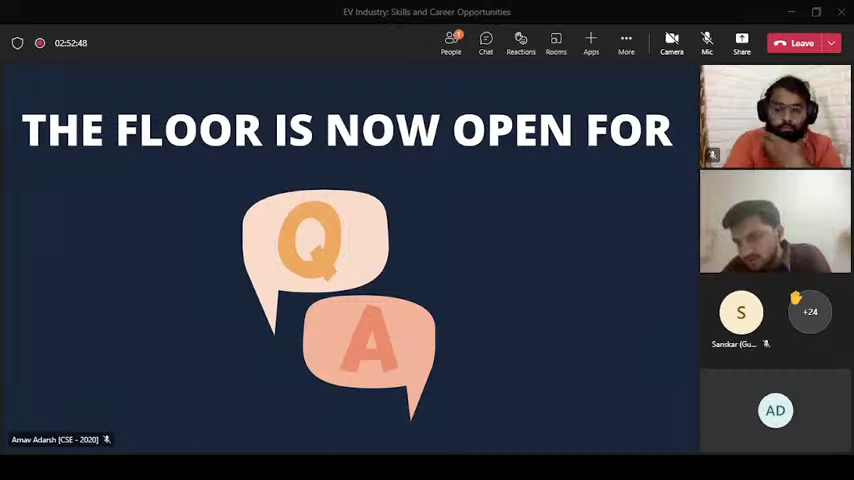 EV Industry: Skills and Career Opportunities
02:52:48
1
People
Chat
Reactions
Rooms
Apps
More
Camera
Mic
Share
Leave
THE FLOOR IS NOW OPEN FOR
Q
A
S
+24
Sanskar (Gu...
AD
Arnav Adarsh [CSE - 2020]